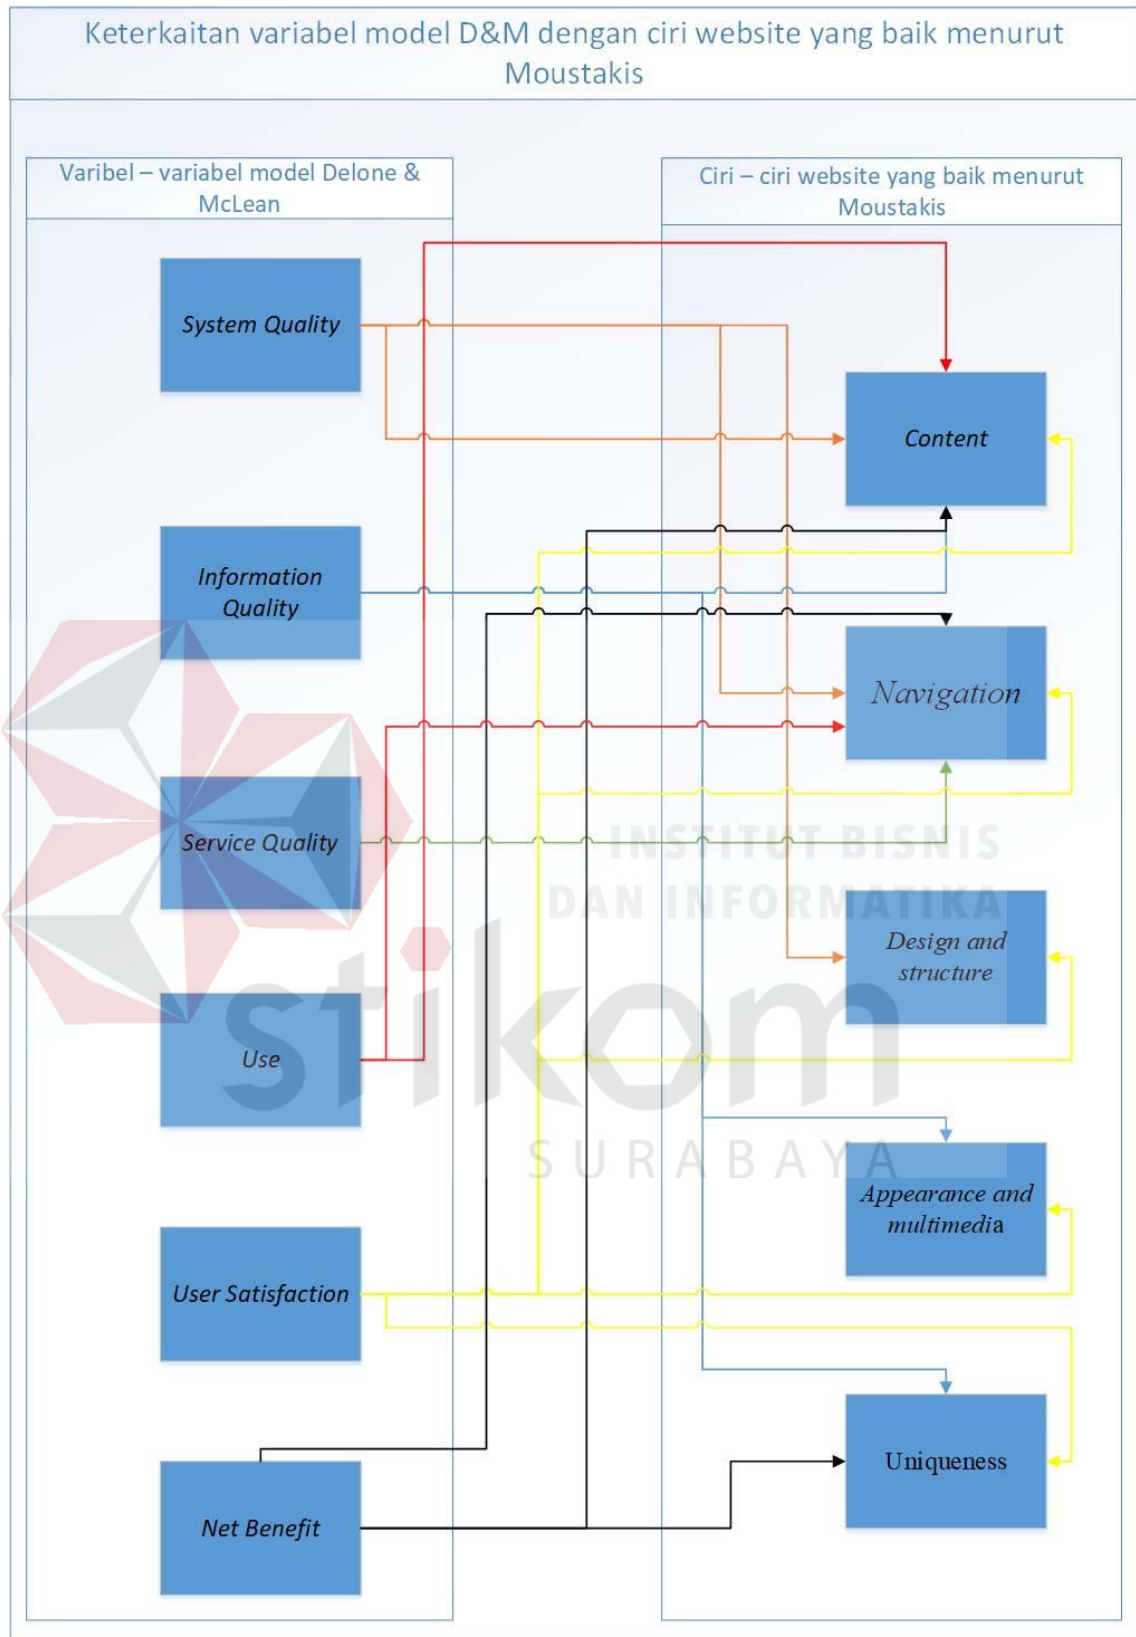 Keterkaitan variabel model D&M dengan ciri website yang baik menurut
Moustakis
Varibel – variabel model Delone &
McLean
System Quality
Information
Quality
Service Quality
Use
User Satisfaction
Net Benefit
Ciri – ciri website yang baik menurut
Moustakis
Content
Navigation
Design and
structure
Appearance and
multimedia
Uniqueness
INSTITUT BISNIS
DAN INFORMATIKA
stikom
SURABAYA